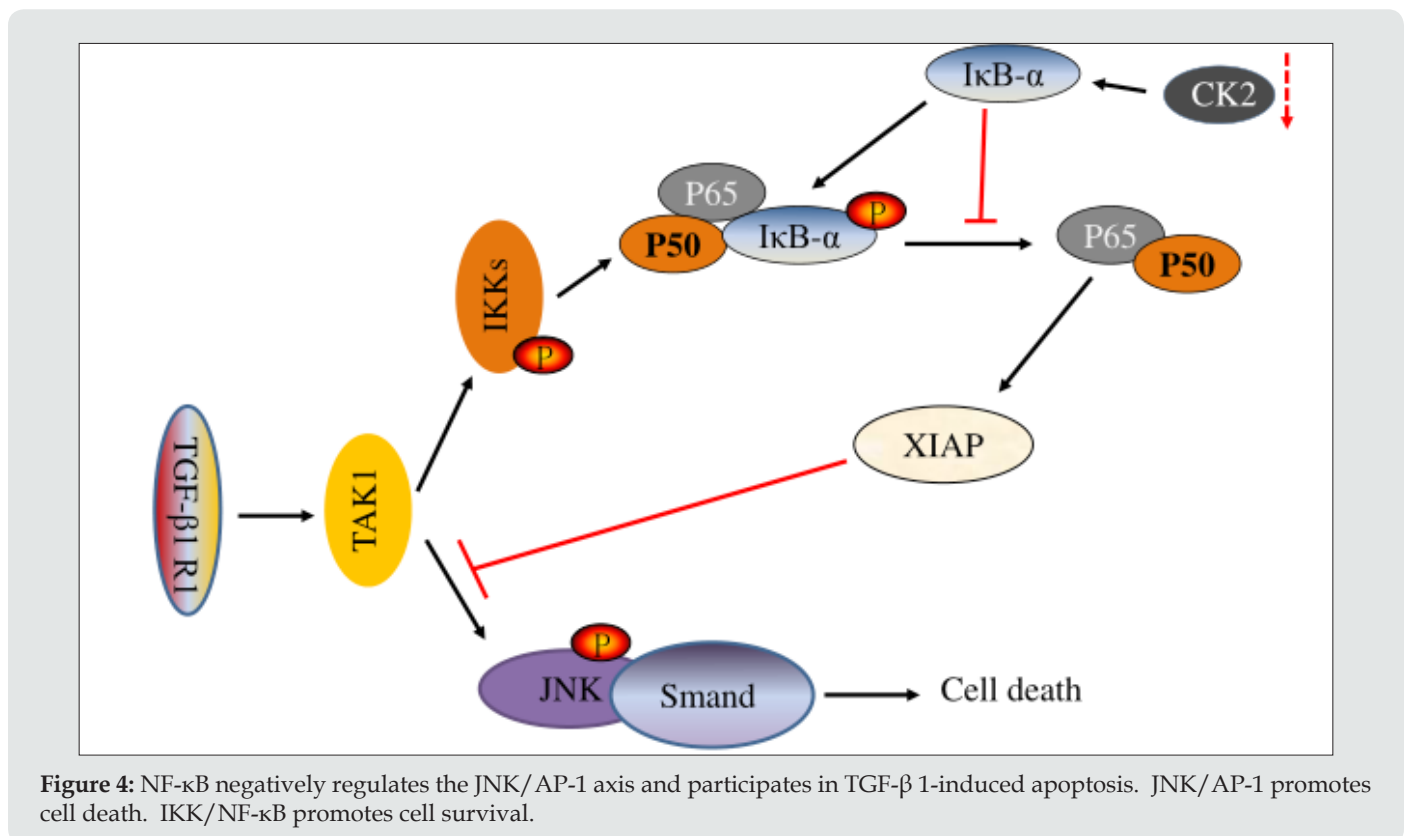 IκB-α
CK2
P65
P
P50
IκB-α
P65
P50
IKKs
P
XIAP
TGF-β1 R1
TAK1
P
JNK
Smand
Cell death
Figure 4: NF-κB negatively regulates the JNK/AP-1 axis and participates in TGF-β 1-induced apoptosis. JNK/AP-1 promotes
cell death. IKK/NF-κB promotes cell survival.